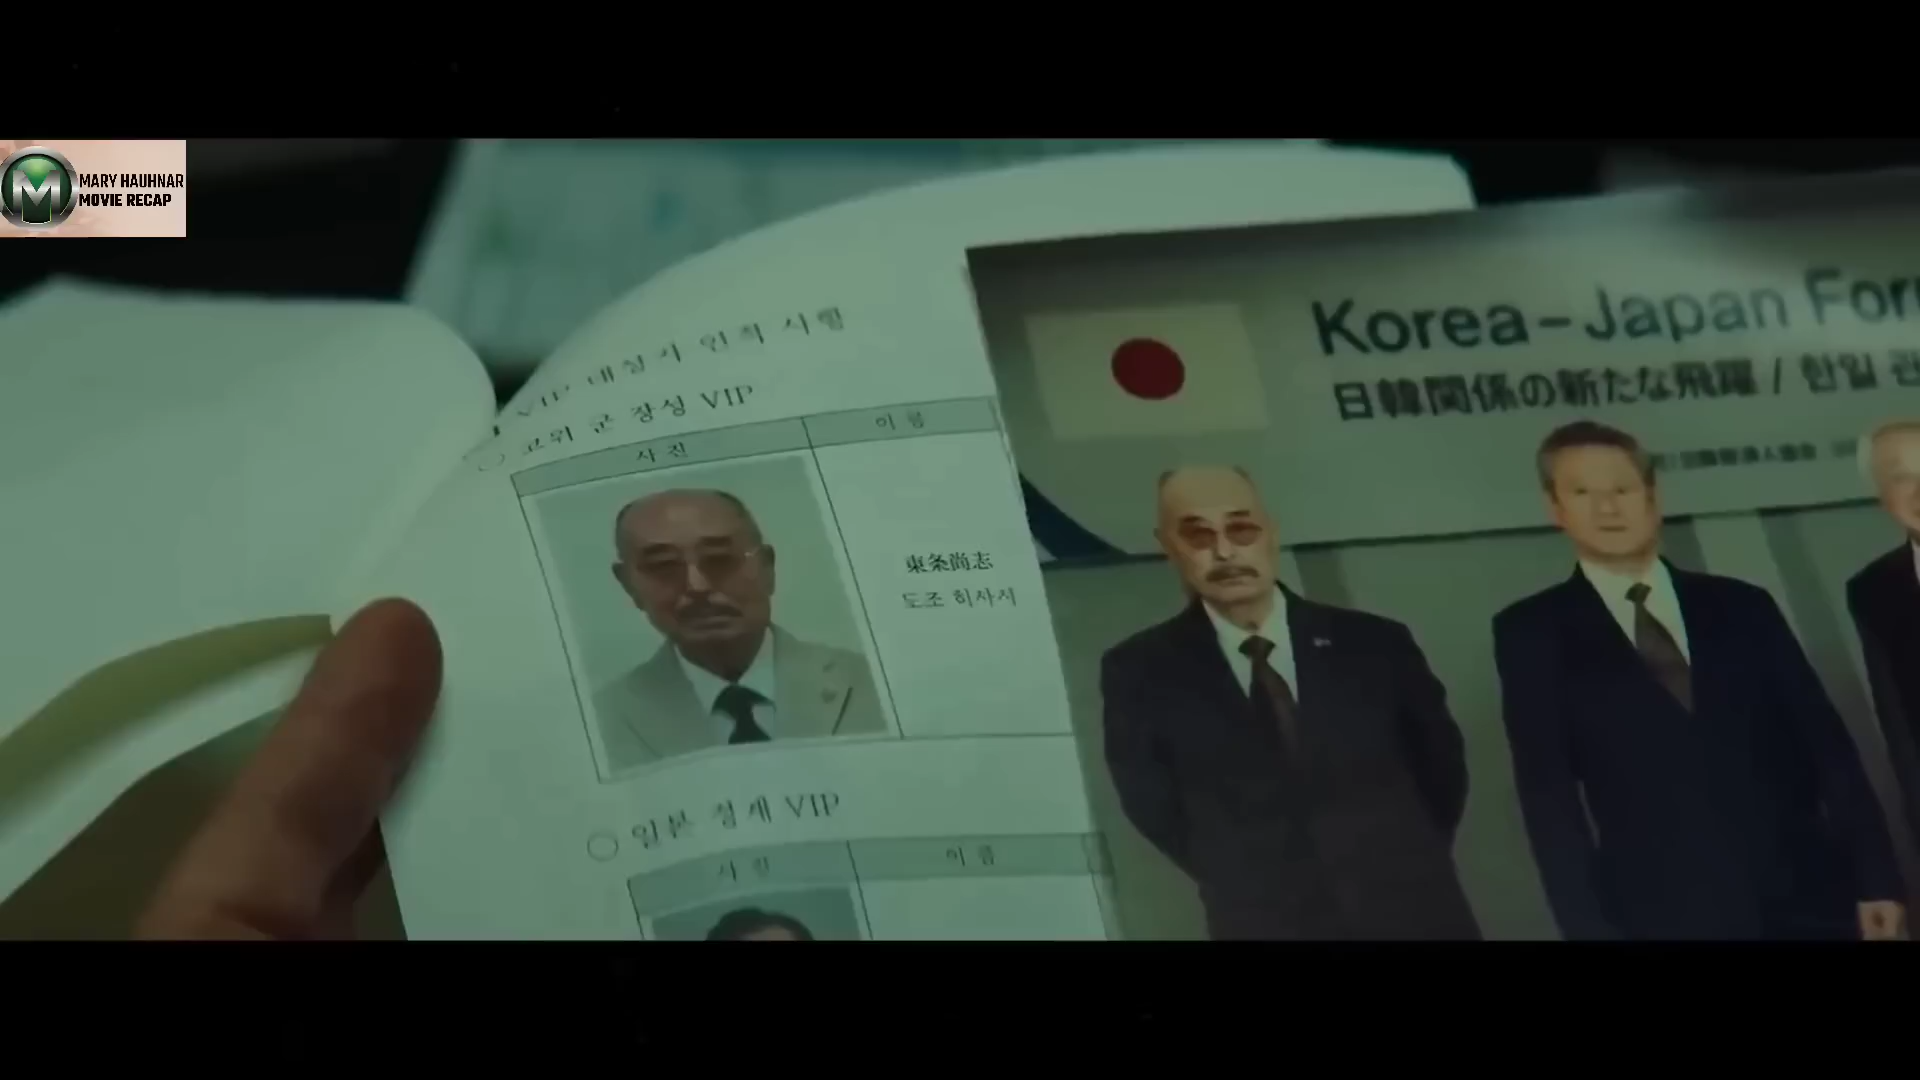 MARY HAUHNAR
MOVIE RECAP
VIP 대상자 인적 사항
○ 고위 군 장성 VIP
사 진
이 름
東条尚志
도조 히사시
○ 일본 정계 VIP
사 진
이 름
Korea-Japan For
日韓関係の新たな飛躍 / 한일 관